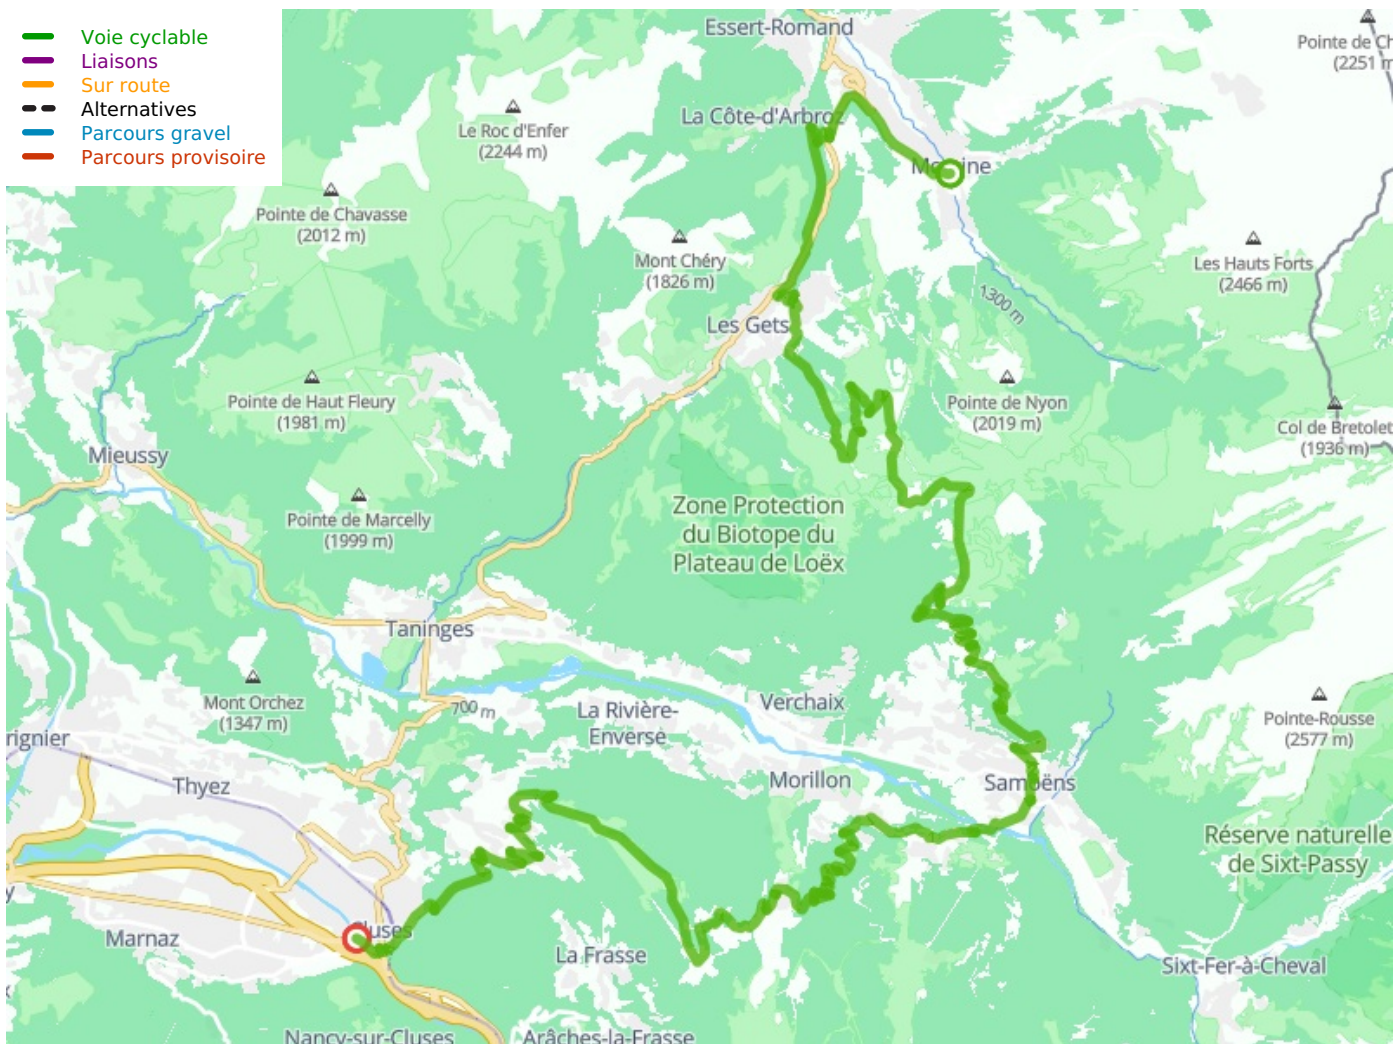 Voie cyclable
Liaisons
Sur route
Alternatives
Parcours gravel
Parcours provisoire
Essert-Romand
Pointe de Ch
(2251 m
La Côte-d'Arbroz
Le Roc d'Enfer
(2244 m)
Pointe de Chavasse
(2012 m)
Mont Chéry
(1826 m)
Les Hauts Forts
(2466 m)
1300 m
Les Gets
Pointe de Haut Fleury
(1981 m)
Pointe de Nyon
(2019 m)
Col de Bretolet
(1936 m)
Mieussy
Pointe de Marcelly
(1999 m)
Zone Protection
du Biotope du
Plateau de Loëx
Taninges
Mont Orchez
(1347 m)
700 m
La Rivière-
Enverse
Verchaix
Pointe-Rousse
(2577 m)
rignier
Thyez
Morillon
Samoëns
Réserve naturelle
de Sixt-Passy
y
Marnaz
Cluses
La Frasse
Sixt-Fer-à-Cheval
x
Nancy-sur-Cluses
Arâches-la-Frasse